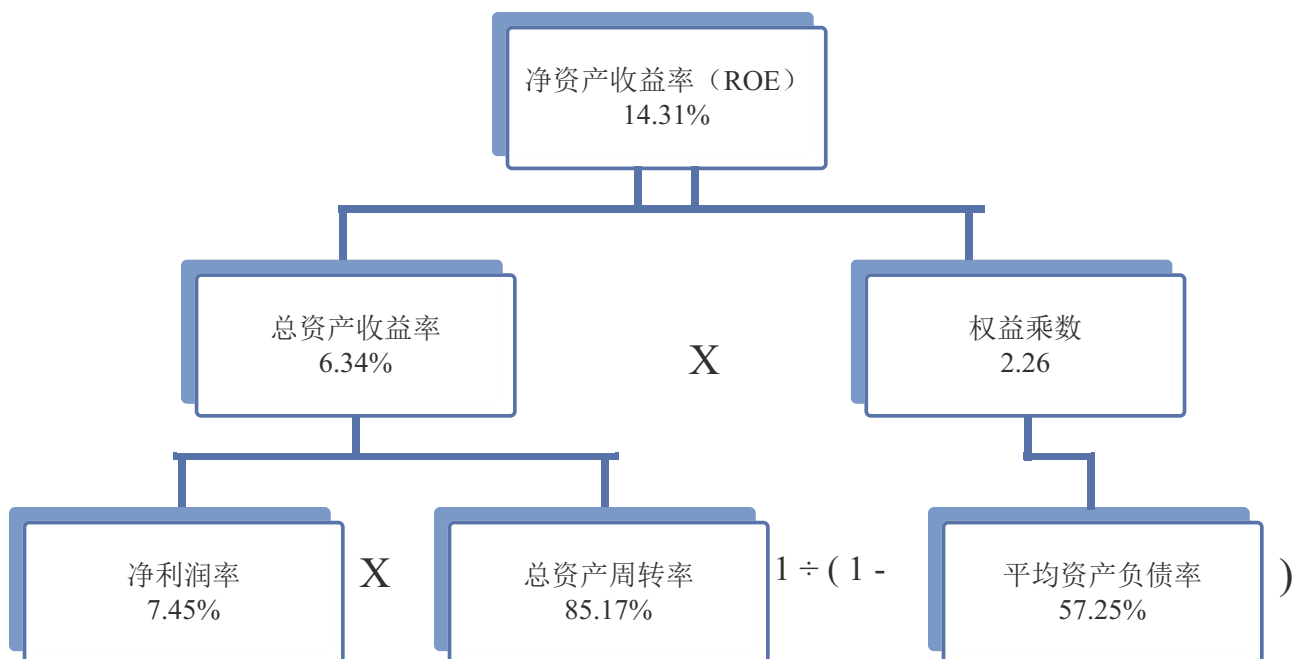 净资产收益率（ROE）
14.31%
总资产收益率
6.34%
X
权益乘数
2.26
净利润率
7.45%
X
总资产周转率
85.17%
1 ÷ ( 1 -
平均资产负债率
57.25%
)